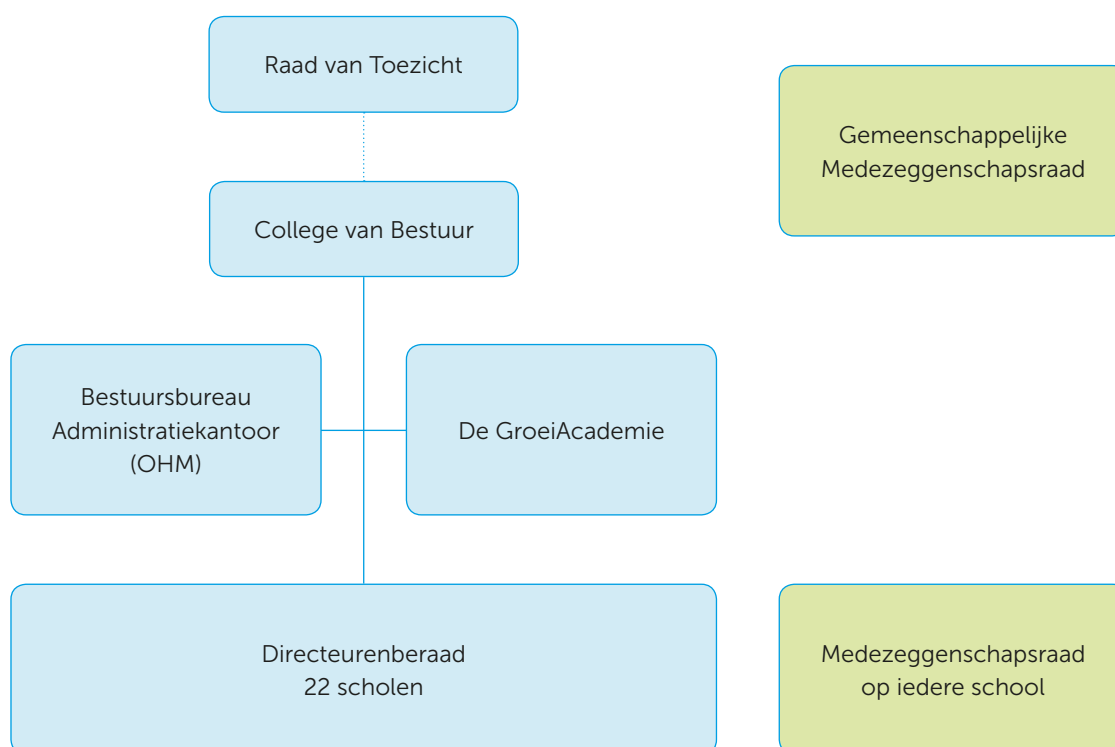 Raad van Toezicht
Gemeenschappelijke
Medezeggenschapsraad
College van Bestuur
Bestuursbureau
Administratiekantoor
(OHM)
De GroeiAcademie
Directeurenberaad
22 scholen
Medezeggenschapsraad
op iedere school